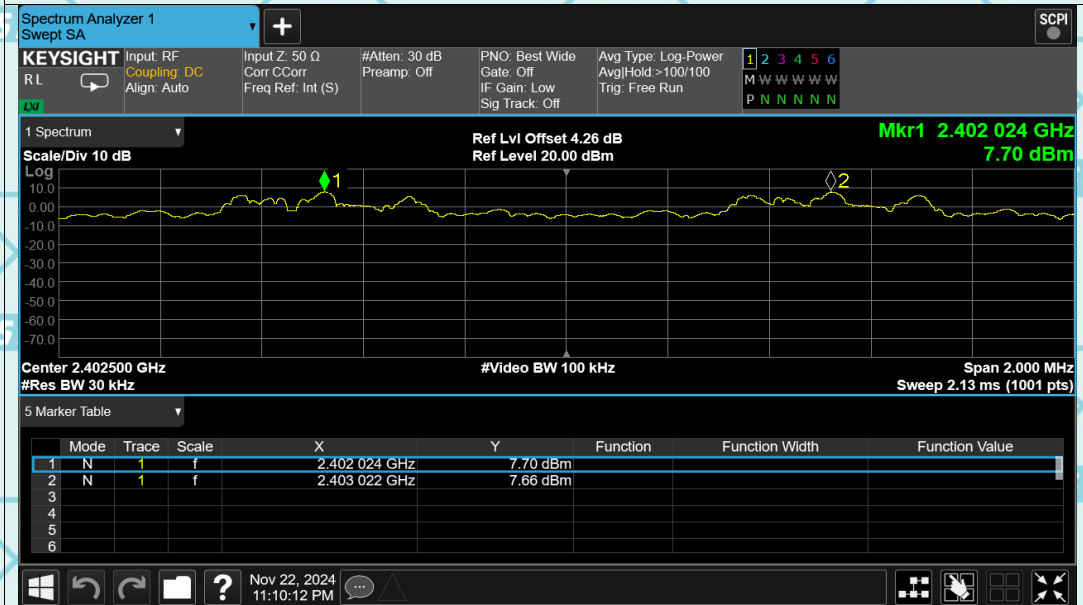 Spectrum Analyzer 1
Swept SA
+
SCPI
KEYSIGHT
R L
LXI
Input: RF
Coupling: DC
Align: Auto
Input Z: 50 Ω
Corr CCorr
Freq Ref: Int (S)
#Atten: 30 dB
Preamp: Off
PNO: Best Wide
Gate: Off
IF Gain: Low
Sig Track: Off
Avg Type: Log-Power
Avg|Hold:>100/100
Trig: Free Run
1 2 3 4 5 6
M W W W W W
P N N N N N
1 Spectrum
Scale/Div 10 dB
Ref Lvl Offset 4.26 dB
Ref Level 20.00 dBm
Mkr1 2.402 024 GHz
7.70 dBm
Log
1
2
10.0
0.00
-10.0
-20.0
-30.0
-40.0
-50.0
-60.0
-70.0
Center 2.402500 GHz
#Video BW 100 kHz
Span 2.000 MHz
#Res BW 30 kHz
Sweep 2.13 ms (1001 pts)
5 Marker Table
Mode Trace Scale X Y Function Function Width Function Value
1 N 1 f 2.402 024 GHz 7.70 dBm
2 N 1 f 2.403 022 GHz 7.66 dBm
3
4
5
6
?
Nov 22, 2024
11:10:12 PM